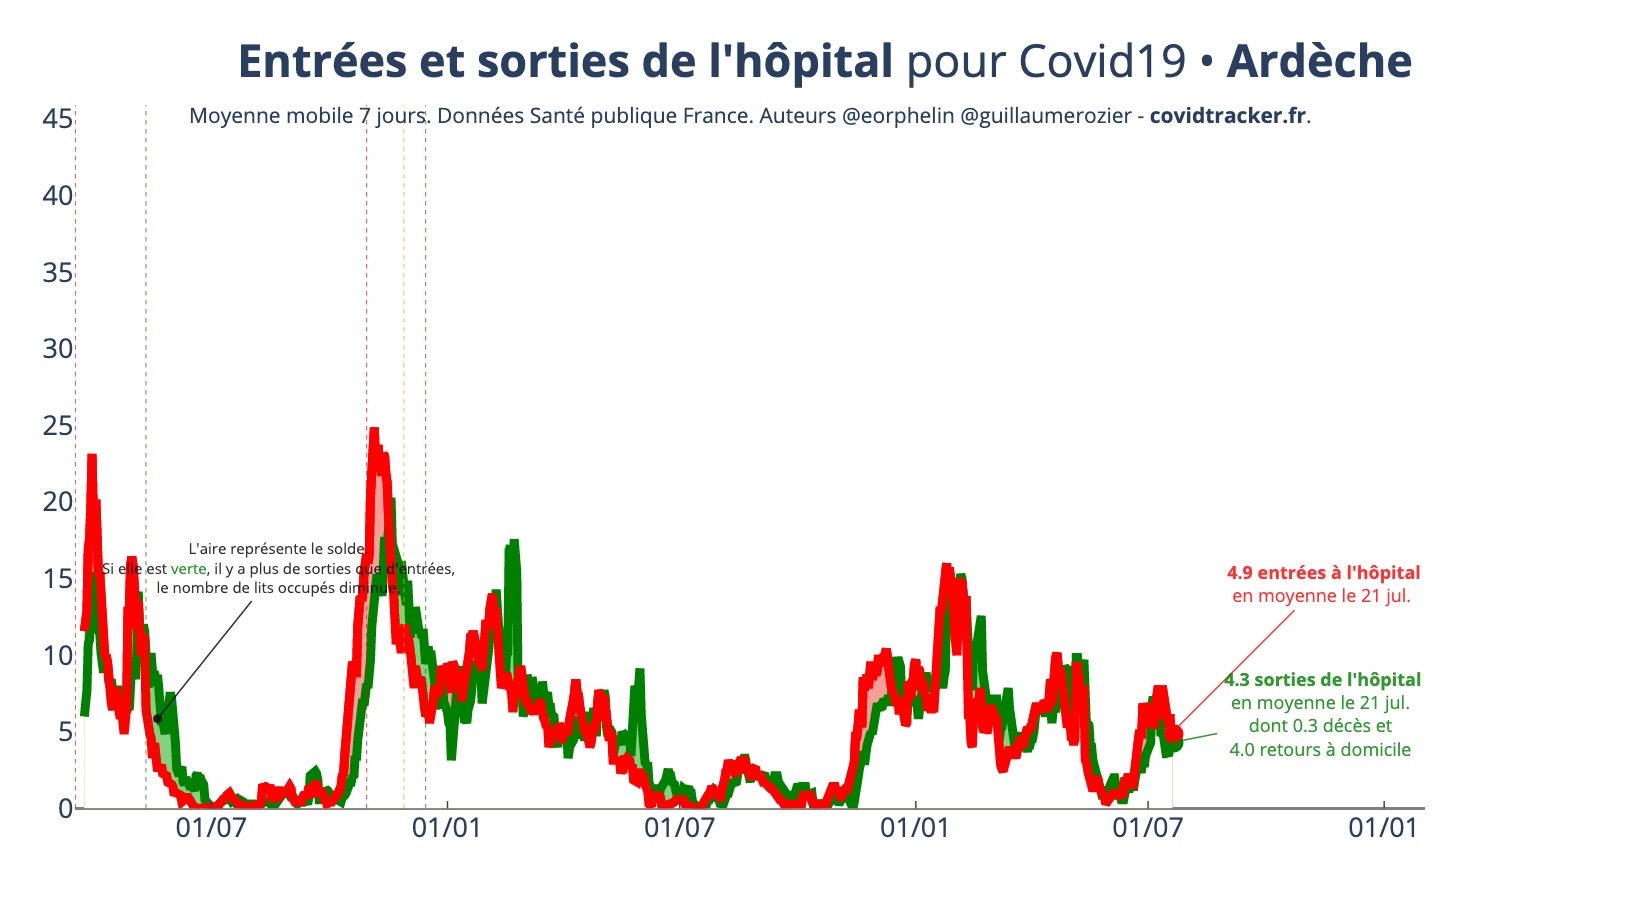 Entrées et sorties de l'hôpital pour Covid19 • Ardèche
Moyenne mobile 7 jours. Données Santé publique France. Auteurs @eorphelin @guillaumerozier - covidtracker.fr.
45
40
35
30
25
20
15
10
5
0
L'aire représente le solde.
Si elle est verte, il y a plus de sorties que d'entrées,
le nombre de lits occupés diminue.
4.9 entrées à l'hôpital
en moyenne le 21 jul.
4.3 sorties de l'hôpital
en moyenne le 21 jul.
dont 0.3 décès et
4.0 retours à domicile
01/07 01/01 01/07 01/01 01/07 01/01